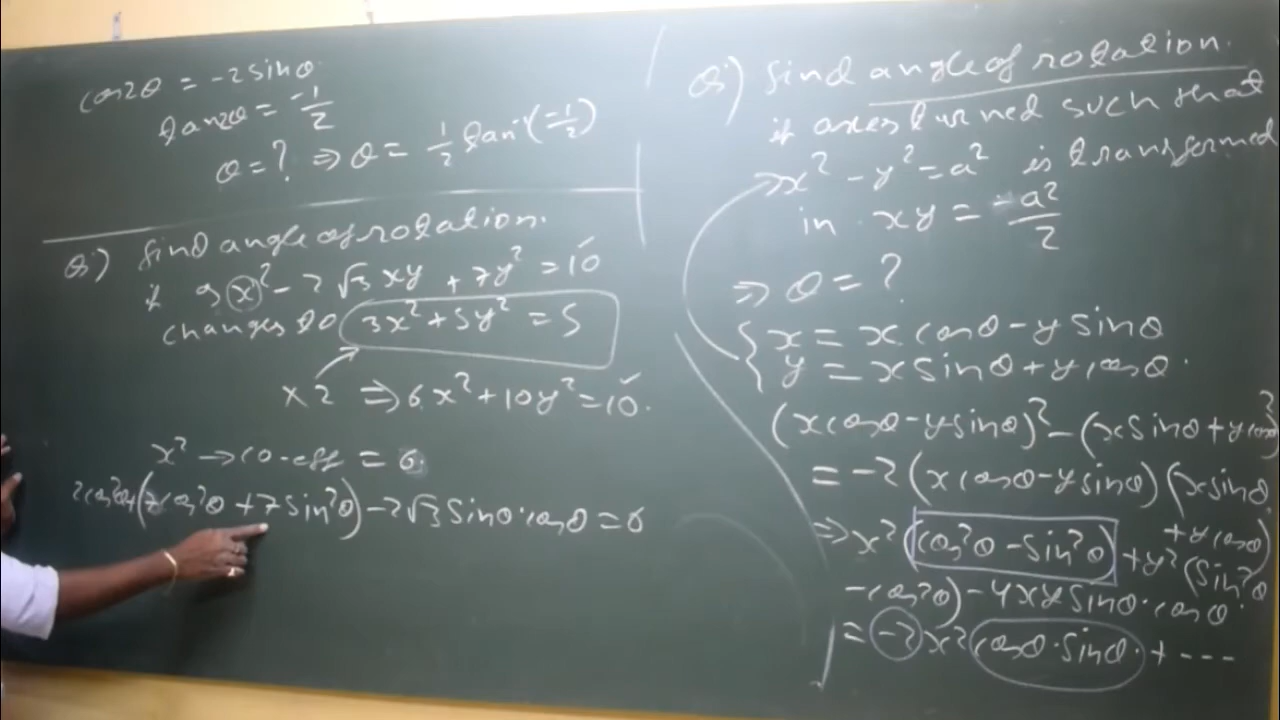 cos2θ = -2sinθ
tan2θ = -1/2
θ = ? ⇒ θ = 1/2 tan⁻¹(-1/2)
Q:) find angle of rotation.
if 9x² - 2√3 xy + 7y² = 10
changes to 3x² + 5y² = 5
×2 ⇒ 6x² + 10y² = 10.
x² → co-eff = 6.
cos²θ + 7sin²θ) - 2√3 sinθ·cosθ = 6
Q:) find angle of rotation.
if axes turned such that
x² - y² = a² is transformed
in xy = -a²/2
⇒ θ = ?
{ x = x cosθ - y sinθ
y = x sinθ + y cosθ.
(x cosθ - y sinθ)² - (x sinθ + y cosθ)²
= -2 (x cosθ - y sinθ) (x sinθ
+ y cosθ)
⇒ x² (cos²θ - sin²θ) + y² (sin²θ
- cos²θ) - 4xy sinθ·cosθ.
= -2 x² cosθ·sinθ. + ---